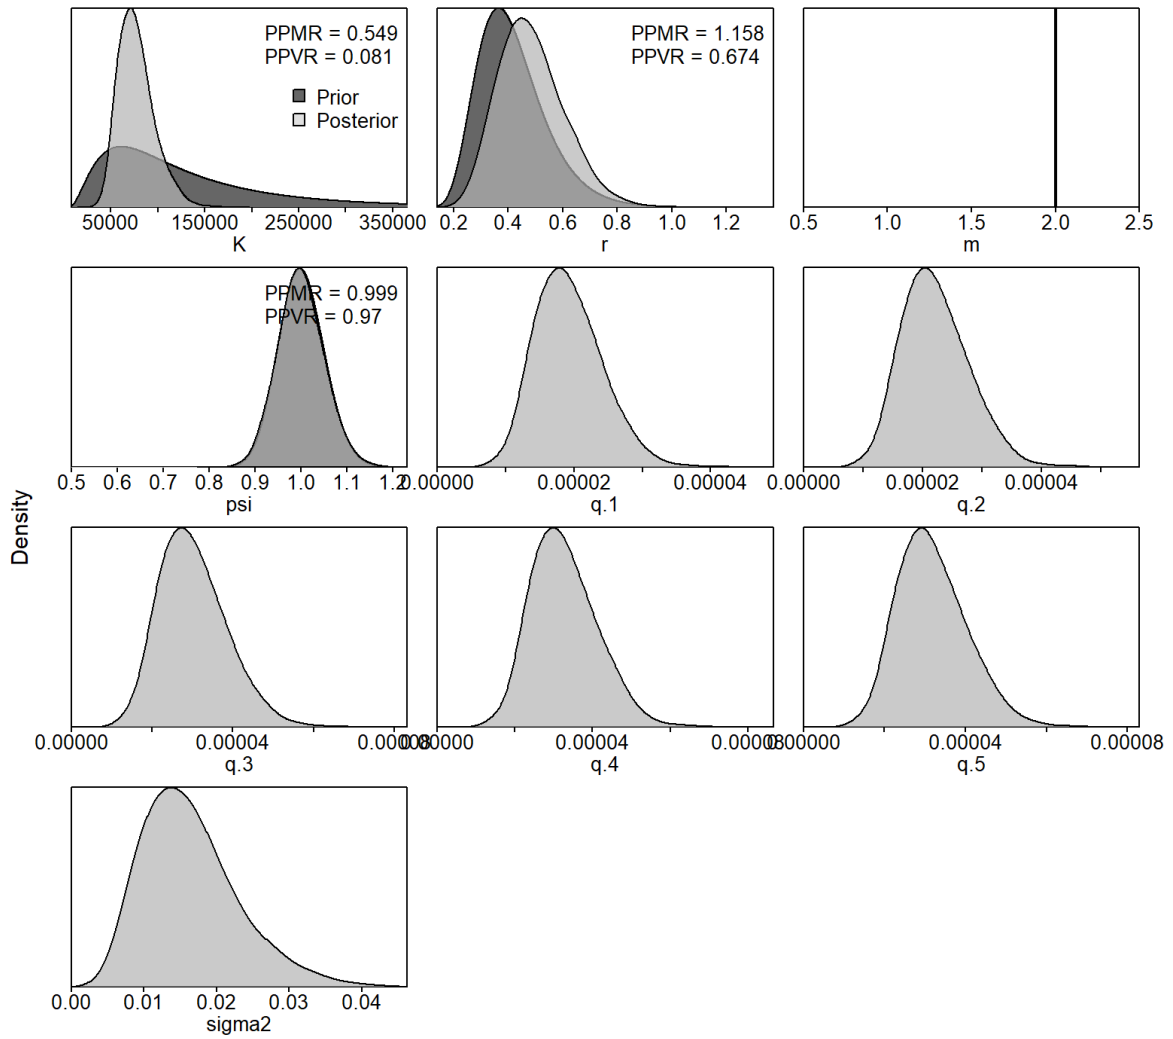 PPMR = 0.549
PPVR = 0.081
Prior
Posterior
50000 150000 250000 350000
K
PPMR = 1.158
PPVR = 0.674
0.2 0.4 0.6 0.8 1.0 1.2
r
0.5 1.0 1.5 2.0 2.5
m
PPMR = 0.999
PPVR = 0.97
0.5 0.6 0.7 0.8 0.9 1.0 1.1 1.2
psi
0.00000 0.00002 0.00004
q.1
0.00000 0.00002 0.00004
q.2
Density
0.00000 0.00004 0.00008
q.3
0.00000 0.00004 0.00008
q.4
0.00000 0.00004 0.00008
q.5
0.00 0.01 0.02 0.03 0.04
sigma2